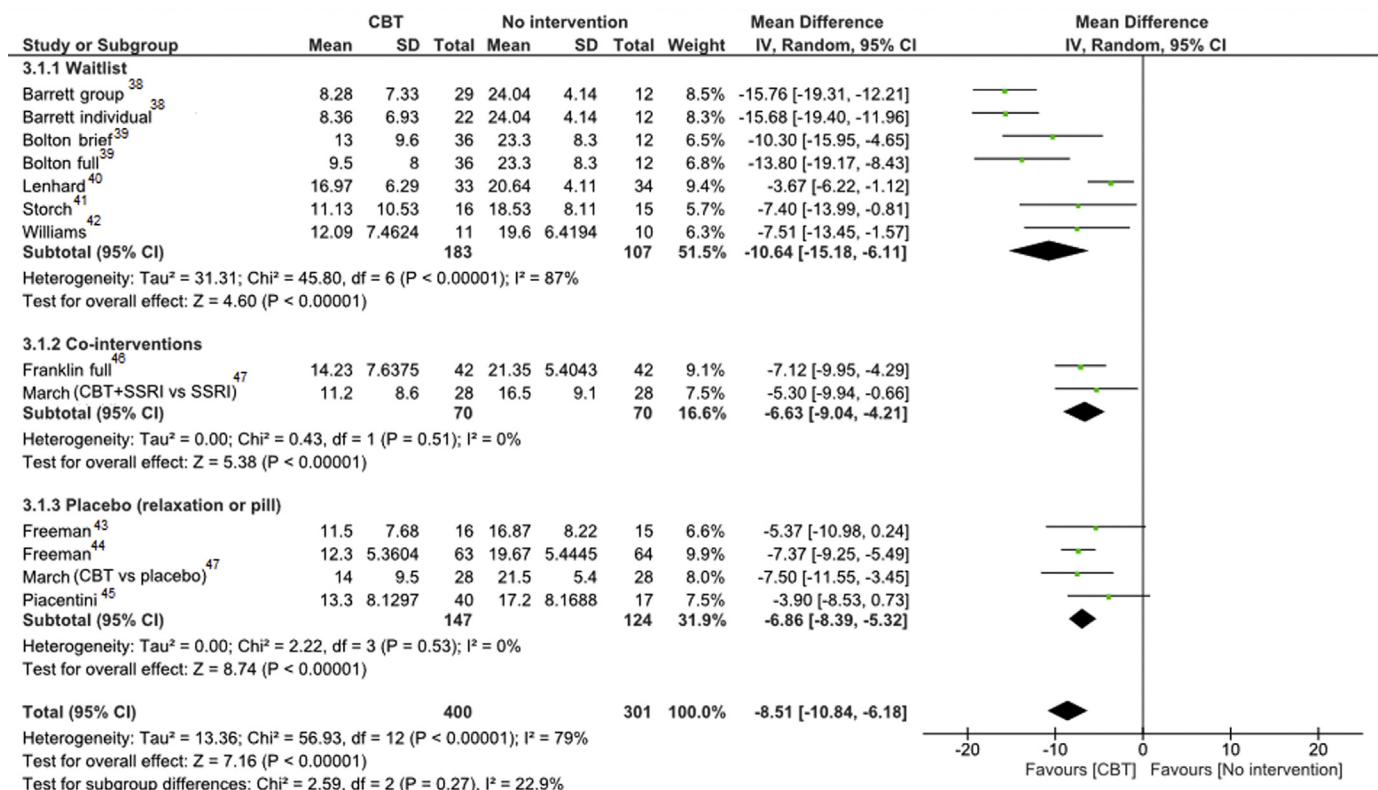 CBT No intervention Mean Difference Mean Difference
Study or Subgroup Mean SD Total Mean SD Total Weight IV, Random, 95% CI IV, Random, 95% CI
3.1.1 Waitlist
Barrett group 38 8.28 7.33 29 24.04 4.14 12 8.5% -15.76 [-19.31, -12.21]
Barrett individual 38 8.36 6.93 22 24.04 4.14 12 8.3% -15.68 [-19.40, -11.96]
Bolton brief 39 13 9.6 36 23.3 8.3 12 6.5% -10.30 [-15.95, -4.65]
Bolton full 39 9.5 8 36 23.3 8.3 12 6.8% -13.80 [-19.17, -8.43]
Lenhard 40 16.97 6.29 33 20.64 4.11 34 9.4% -3.67 [-6.22, -1.12]
Storch 41 11.13 10.53 16 18.53 8.11 15 5.7% -7.40 [-13.99, -0.81]
Williams 42 12.09 7.4624 11 19.6 6.4194 10 6.3% -7.51 [-13.45, -1.57]
Subtotal (95% CI) 183 107 51.5% -10.64 [-15.18, -6.11]
Heterogeneity: Tau² = 31.31; Chi² = 45.80, df = 6 (P < 0.00001); I² = 87%
Test for overall effect: Z = 4.60 (P < 0.00001)
3.1.2 Co-interventions
Franklin full 46 14.23 7.6375 42 21.35 5.4043 42 9.1% -7.12 [-9.95, -4.29]
March (CBT+SSRI vs SSRI) 47 11.2 8.6 28 16.5 9.1 28 7.5% -5.30 [-9.94, -0.66]
Subtotal (95% CI) 70 70 16.6% -6.63 [-9.04, -4.21]
Heterogeneity: Tau² = 0.00; Chi² = 0.43, df = 1 (P = 0.51); I² = 0%
Test for overall effect: Z = 5.38 (P < 0.00001)
3.1.3 Placebo (relaxation or pill)
Freeman 43 11.5 7.68 16 16.87 8.22 15 6.6% -5.37 [-10.98, 0.24]
Freeman 44 12.3 5.3604 63 19.67 5.4445 64 9.9% -7.37 [-9.25, -5.49]
March (CBT vs placebo) 47 14 9.5 28 21.5 5.4 28 8.0% -7.50 [-11.55, -3.45]
Piacentini 45 13.3 8.1297 40 17.2 8.1688 17 7.5% -3.90 [-8.53, 0.73]
Subtotal (95% CI) 147 124 31.9% -6.86 [-8.39, -5.32]
Heterogeneity: Tau² = 0.00; Chi² = 2.22, df = 3 (P = 0.53); I² = 0%
Test for overall effect: Z = 8.74 (P < 0.00001)
Total (95% CI) 400 301 100.0% -8.51 [-10.84, -6.18]
Heterogeneity: Tau² = 13.36; Chi² = 56.93, df = 12 (P < 0.00001); I² = 79%
Test for overall effect: Z = 7.16 (P < 0.00001)
Test for subgroup differences: Chi² = 2.59, df = 2 (P = 0.27), I² = 22.9%
-20 -10 0 10 20
Favours [CBT] Favours [No intervention]